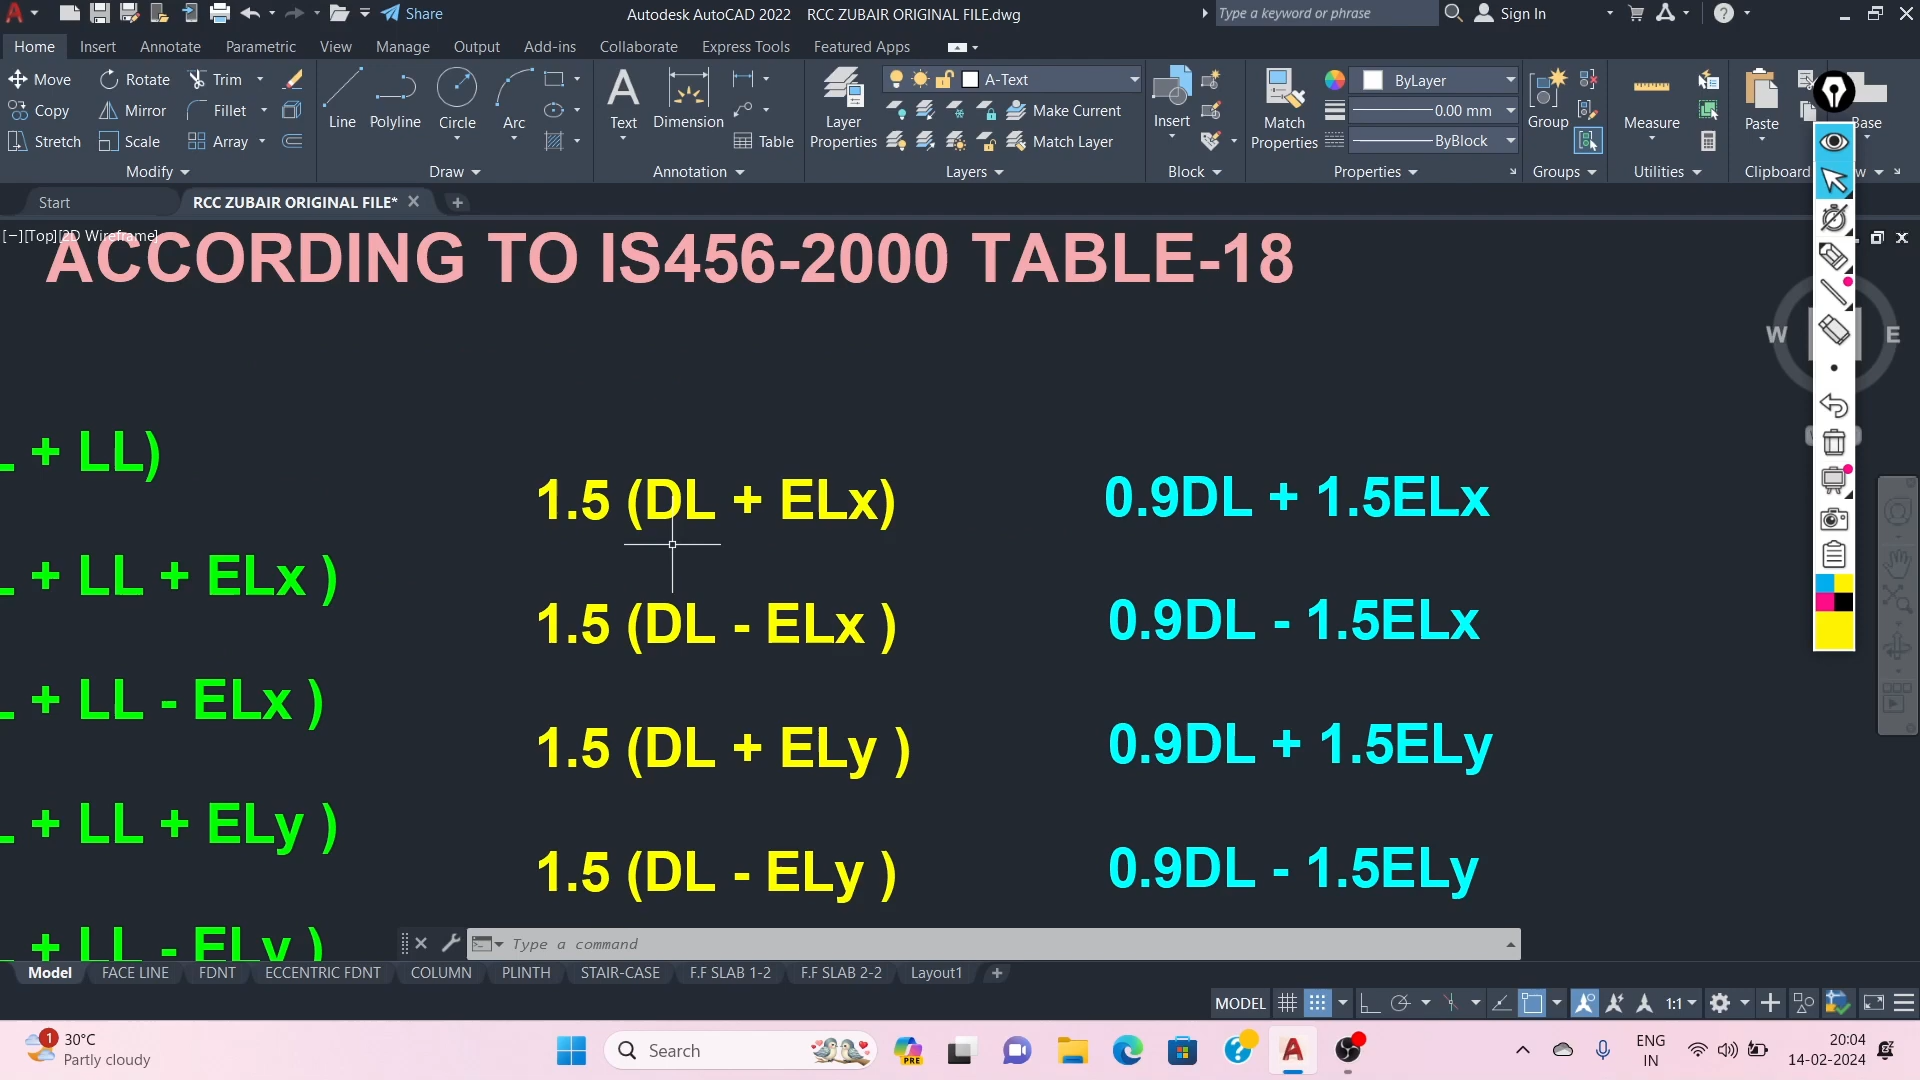 Share
Autodesk AutoCAD 2022 RCC ZUBAIR ORIGINAL FILE.dwg
Type a keyword or phrase
Sign In
Home Insert Annotate Parametric View Manage Output Add-ins Collaborate Express Tools Featured Apps
Move Rotate Trim
Copy Mirror Fillet
Stretch Scale Array
Modify
Line Polyline Circle Arc
Draw
Text Dimension Table
Annotation
Layer Properties
A-Text
Make Current
Match Layer
Layers
Insert
Block
Match Properties
ByLayer
0.00 mm
ByBlock
Properties
Group
Groups
Measure
Utilities
Paste
Clipboard
Base
Start RCC ZUBAIR ORIGINAL FILE*
[−][Top][2D Wireframe]
ACCORDING TO IS456-2000 TABLE-18
W E
+ LL)
+ LL + ELx )
+ LL - ELx )
+ LL + ELy )
+ LL - ELy )
1.5 (DL + ELx)
1.5 (DL - ELx )
1.5 (DL + ELy )
1.5 (DL - ELy )
0.9DL + 1.5ELx
0.9DL - 1.5ELx
0.9DL + 1.5ELy
0.9DL - 1.5ELy
Type a command
Model FACE LINE FDNT ECCENTRIC FDNT COLUMN PLINTH STAIR-CASE F.F SLAB 1-2 F.F SLAB 2-2 Layout1
MODEL 1:1
1
30°C
Partly cloudy
Search
PRE
ENG
IN
20:04
14-02-2024